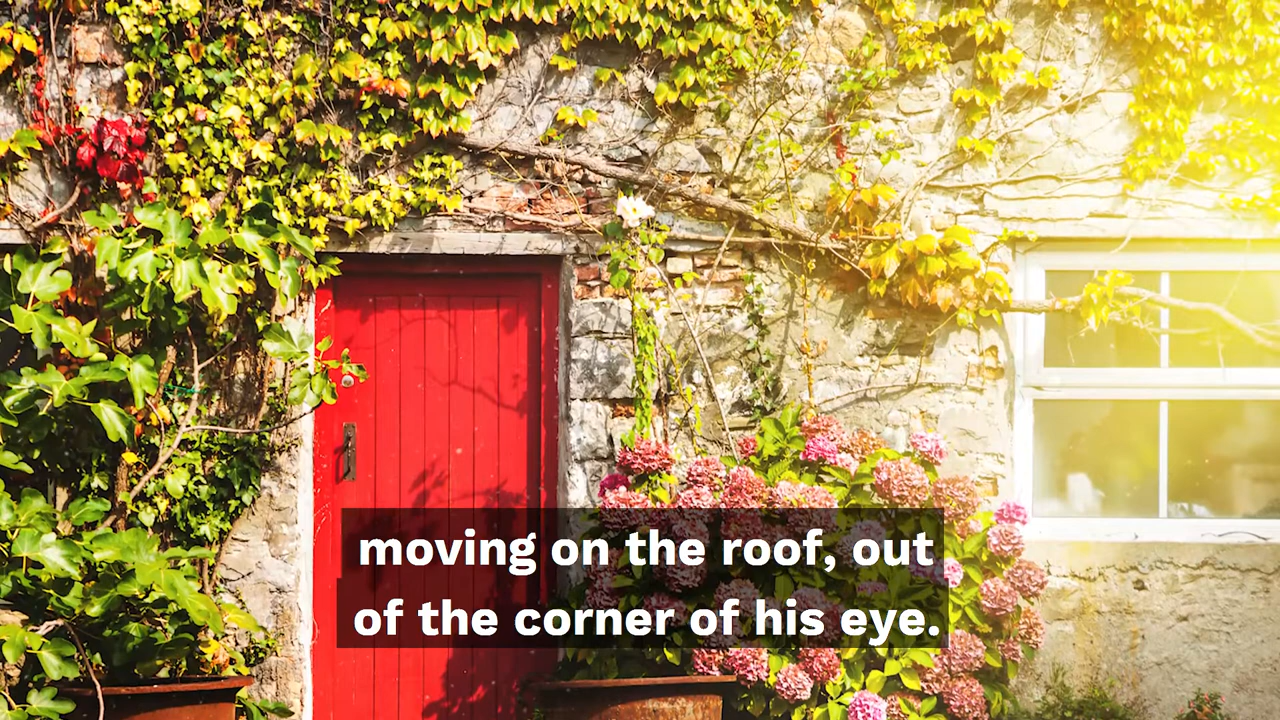 moving on the roof, out
of the corner of his eye.